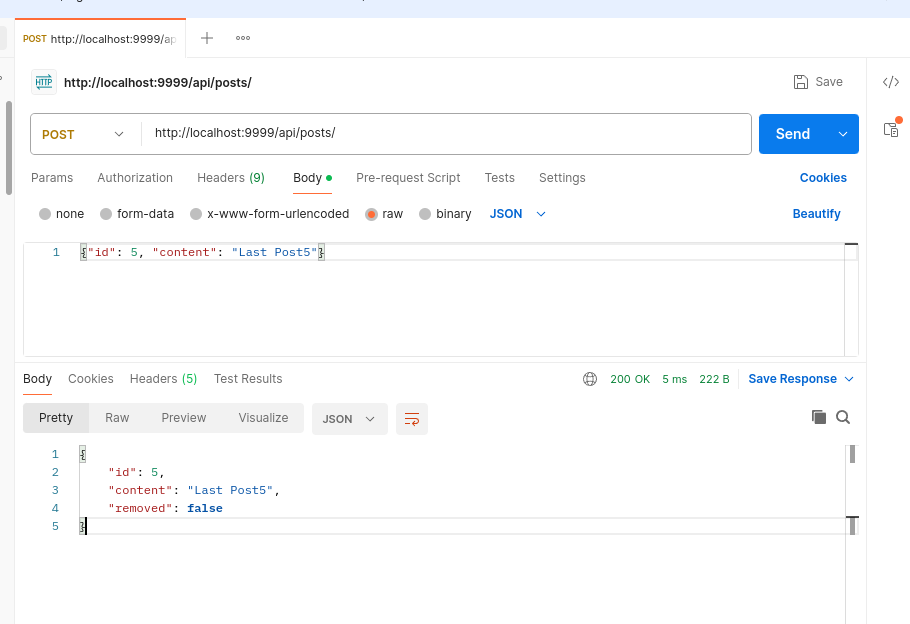 POST http://localhost:9999/ap
HTTP http://localhost:9999/api/posts/ Save
POST http://localhost:9999/api/posts/ Send
Params Authorization Headers (9) Body Pre-request Script Tests Settings Cookies
none form-data x-www-form-urlencoded raw binary JSON Beautify
1 {"id": 5, "content": "Last Post5"}
Body Cookies Headers (5) Test Results 200 OK 5 ms 222 B Save Response
Pretty Raw Preview Visualize JSON
1 {
2 "id": 5,
3 "content": "Last Post5",
4 "removed": false
5 }